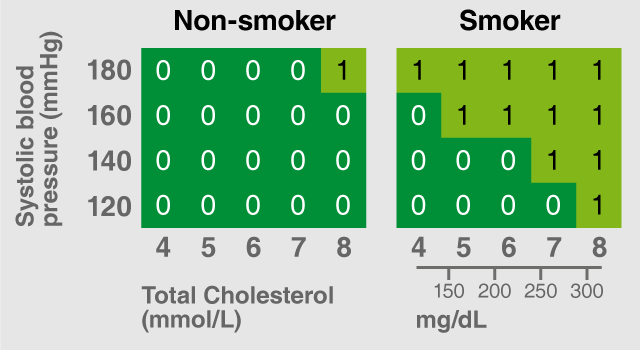 Non-smoker Smoker
Systolic blood
pressure (mmHg)
180 0 0 0 0 1 1 1 1 1 1
160 0 0 0 0 0 0 1 1 1 1
140 0 0 0 0 0 0 0 0 1 1
120 0 0 0 0 0 0 0 0 0 1
4 5 6 7 8 4 5 6 7 8
150 200 250 300
Total Cholesterol
(mmol/L) mg/dL